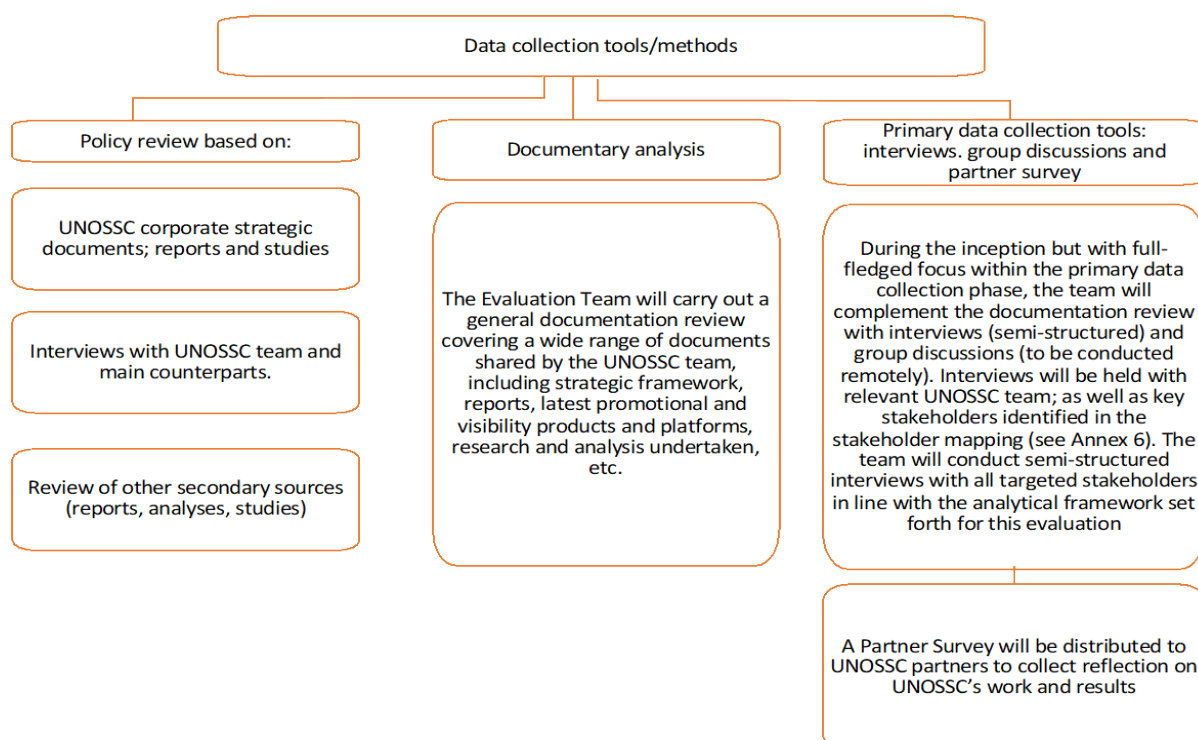 Data collection tools/methods
Policy review based on:
UNOSSC corporate strategic
documents; reports and studies
Interviews with UNOSSC team and
main counterparts.
Review of other secondary sources
(reports, analyses, studies)
Documentary analysis
The Evaluation Team will carry out a
general documentation review
covering a wide range of documents
shared by the UNOSSC team,
including strategic framework,
reports, latest promotional and
visibility products and platforms,
research and analysis undertaken,
etc.
Primary data collection tools:
interviews. group discussions and
partner survey
During the inception but with full-
fledged focus within the primary data
collection phase, the team will
complement the documentation review
with interviews (semi-structured) and
group discussions (to be conducted
remotely). Interviews will be held with
relevant UNOSSC team; as well as key
stakeholders identified in the
stakeholder mapping (see Annex 6). The
team will conduct semi-structured
interviews with all targeted stakeholders
in line with the analytical framework set
forth for this evaluation
A Partner Survey will be distributed to
UNOSSC partners to collect reflection on
UNOSSC’s work and results